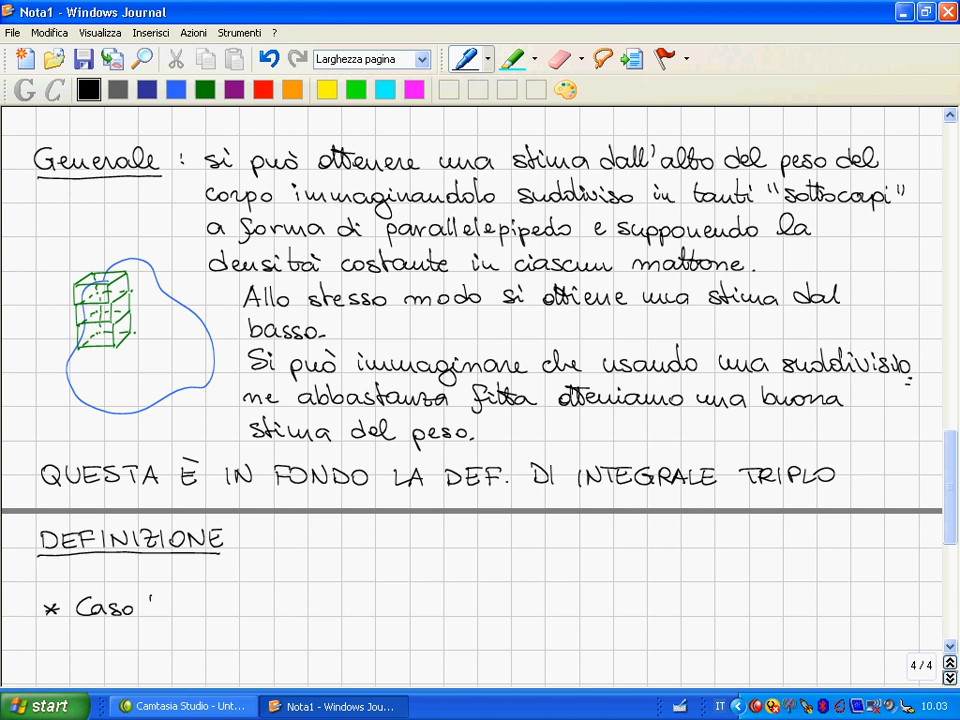 Nota1 - Windows Journal
File Modifica Visualizza Inserisci Azioni Strumenti ?
Larghezza pagina
G C
Generale : si può ottenere una stima dall'alto del peso del
corpo immaginandolo suddiviso in tanti "sottocorpi"
a forma di parallelepipedo e supponendo la
densità costante in ciascun mattone.
Allo stesso modo si ottiene una stima dal
basso.
Si può immaginare che usando una suddivisio
ne abbastanza fitta otteniamo una buona
stima del peso.
QUESTA È IN FONDO LA DEF. DI INTEGRALE TRIPLO
DEFINIZIONE
* Caso "
4 / 4
start Camtasia Studio - Unt... Nota1 - Windows Jou... IT 10.03